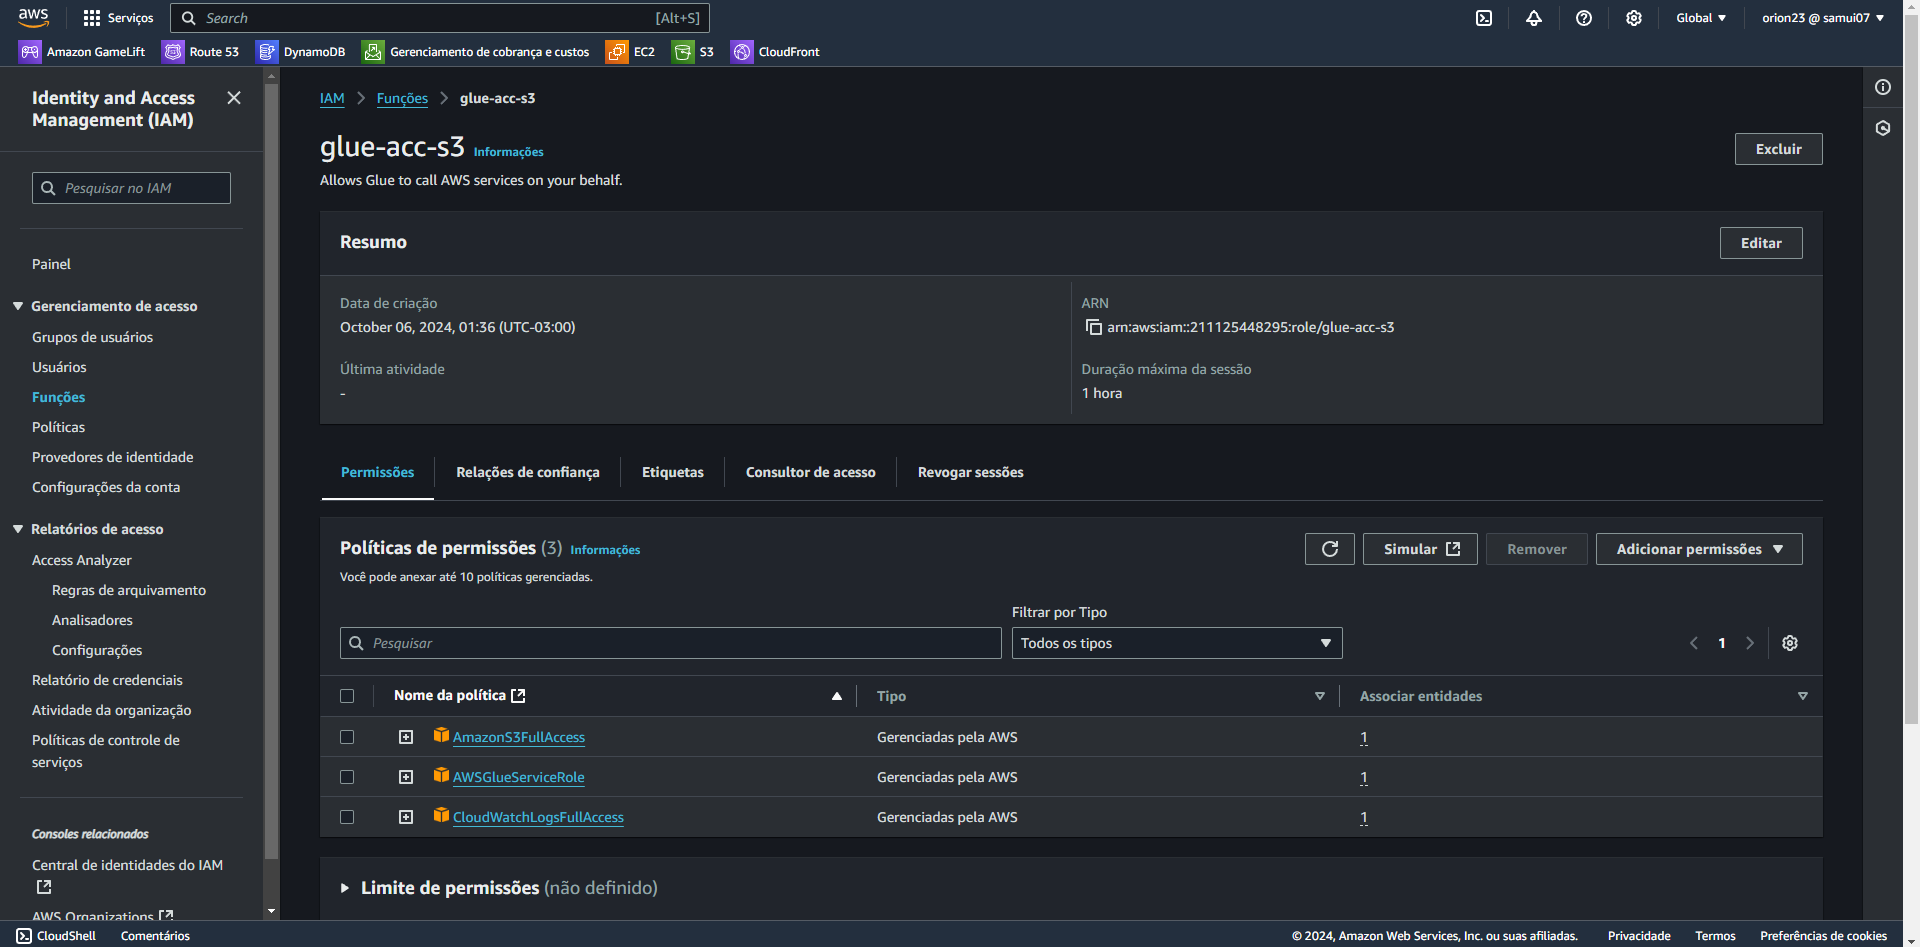 aws
Serviços
Search
[Alt+S]
Global
orion23 @ samui07
Amazon GameLift
Route 53
DynamoDB
Gerenciamento de cobrança e custos
EC2
S3
CloudFront
Identity and Access
Management (IAM)
Pesquisar no IAM
Painel
Gerenciamento de acesso
Grupos de usuários
Usuários
Funções
Políticas
Provedores de identidade
Configurações da conta
Relatórios de acesso
Access Analyzer
Regras de arquivamento
Analisadores
Configurações
Relatório de credenciais
Atividade da organização
Políticas de controle de
serviços
Consoles relacionados
Central de identidades do IAM
AWS Organizations
IAM
Funções
glue-acc-s3
glue-acc-s3 Informações
Excluir
Allows Glue to call AWS services on your behalf.
Resumo
Editar
Data de criação
October 06, 2024, 01:36 (UTC-03:00)
ARN
arn:aws:iam::211125448295:role/glue-acc-s3
Última atividade
-
Duração máxima da sessão
1 hora
Permissões
Relações de confiança
Etiquetas
Consultor de acesso
Revogar sessões
Políticas de permissões (3) Informações
Você pode anexar até 10 políticas gerenciadas.
Simular
Remover
Adicionar permissões
Filtrar por Tipo
Pesquisar
Todos os tipos
1
Nome da política
Tipo
Associar entidades
AmazonS3FullAccess
Gerenciadas pela AWS
1
AWSGlueServiceRole
Gerenciadas pela AWS
1
CloudWatchLogsFullAccess
Gerenciadas pela AWS
1
Limite de permissões (não definido)
CloudShell
Comentários
© 2024, Amazon Web Services, Inc. ou suas afiliadas.
Privacidade
Termos
Preferências de cookies